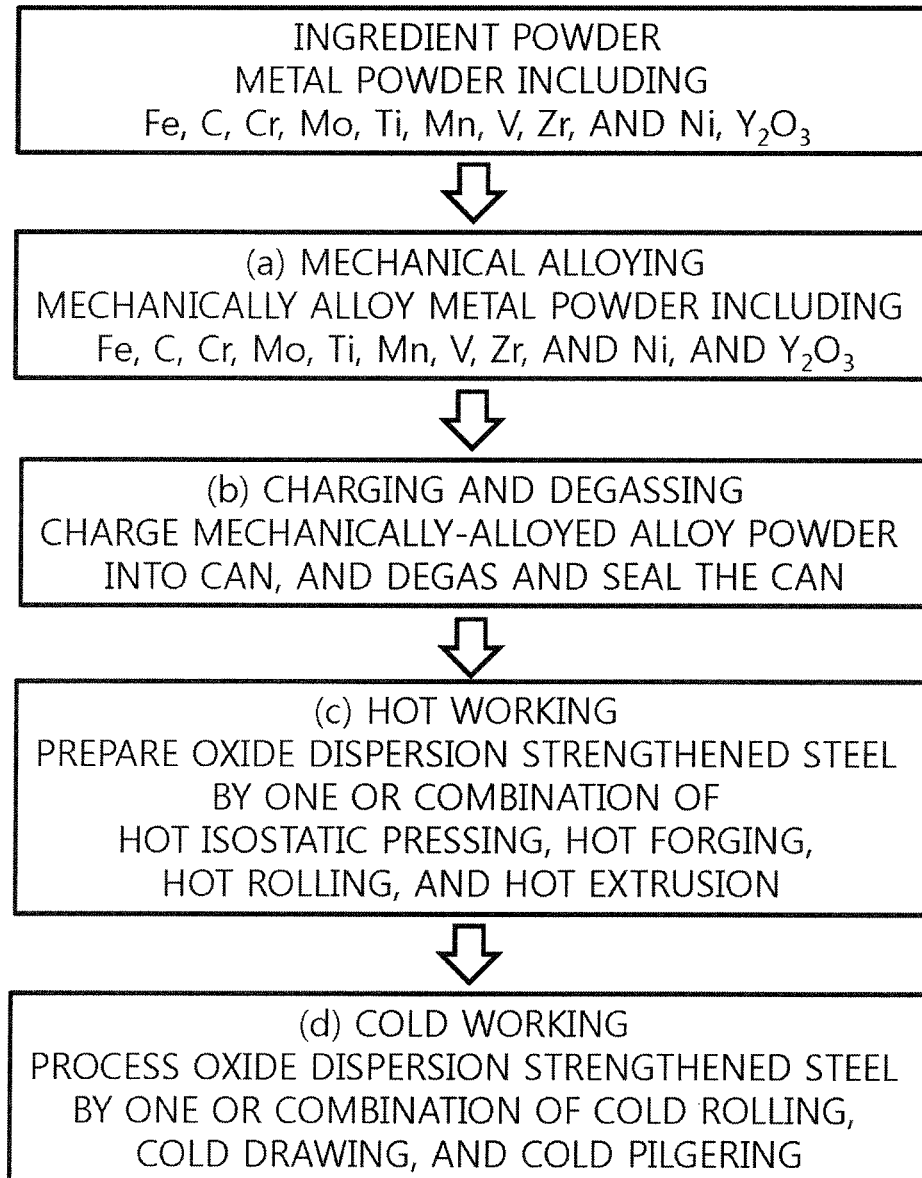 INGREDIENT POWDER
METAL POWDER INCLUDING
Fe, C, Cr, Mo, Ti, Mn, V, Zr, AND Ni, Y₂O₃
(a) MECHANICAL ALLOYING
MECHANICALLY ALLOY METAL POWDER INCLUDING
Fe, C, Cr, Mo, Ti, Mn, V, Zr, AND Ni, AND Y₂O₃
(b) CHARGING AND DEGASSING
CHARGE MECHANICALLY-ALLOYED ALLOY POWDER
INTO CAN, AND DEGAS AND SEAL THE CAN
(c) HOT WORKING
PREPARE OXIDE DISPERSION STRENGTHENED STEEL
BY ONE OR COMBINATION OF
HOT ISOSTATIC PRESSING, HOT FORGING,
HOT ROLLING, AND HOT EXTRUSION
(d) COLD WORKING
PROCESS OXIDE DISPERSION STRENGTHENED STEEL
BY ONE OR COMBINATION OF COLD ROLLING,
COLD DRAWING, AND COLD PILGERING